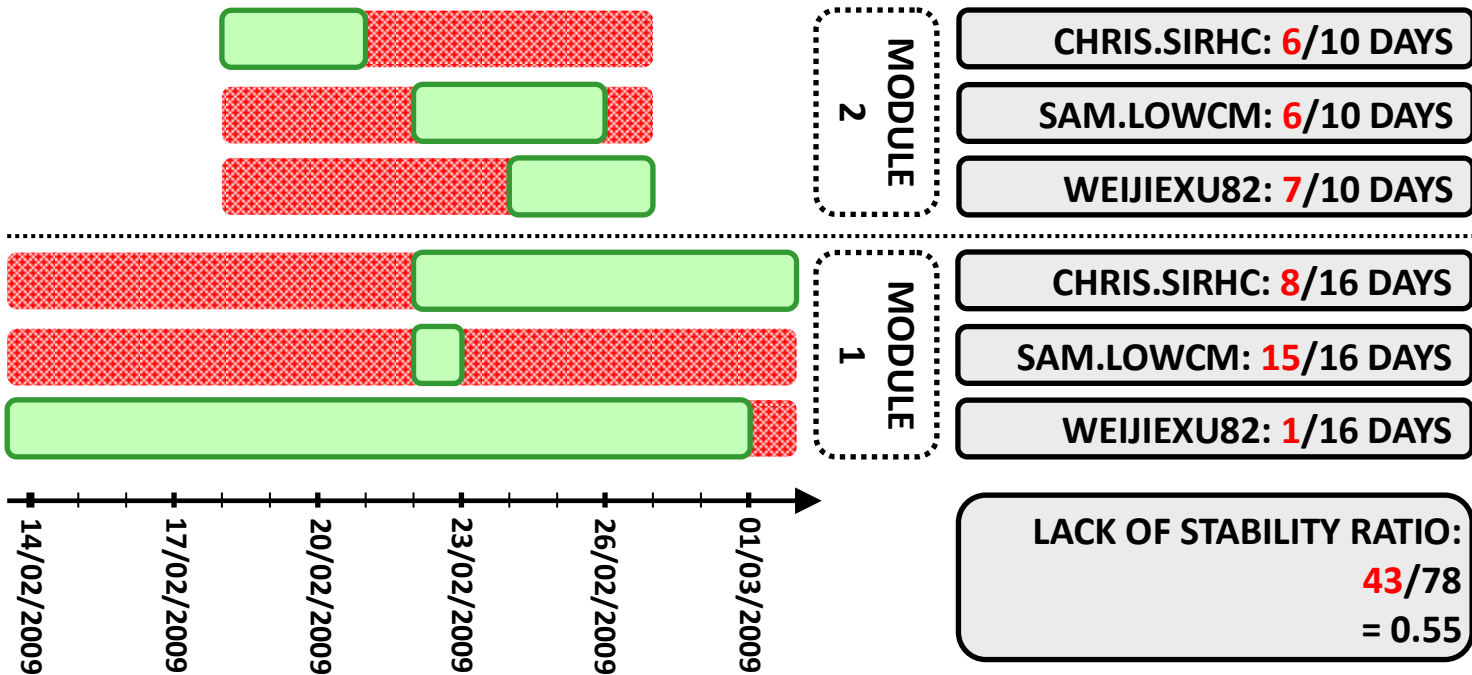 MODULE
2
CHRIS.SIRHC: 6/10 DAYS
SAM.LOWCM: 6/10 DAYS
WEIJIEXU82: 7/10 DAYS
MODULE
1
CHRIS.SIRHC: 8/16 DAYS
SAM.LOWCM: 15/16 DAYS
WEIJIEXU82: 1/16 DAYS
14/02/2009
17/02/2009
20/02/2009
23/02/2009
26/02/2009
01/03/2009
LACK OF STABILITY RATIO:
43/78
= 0.55